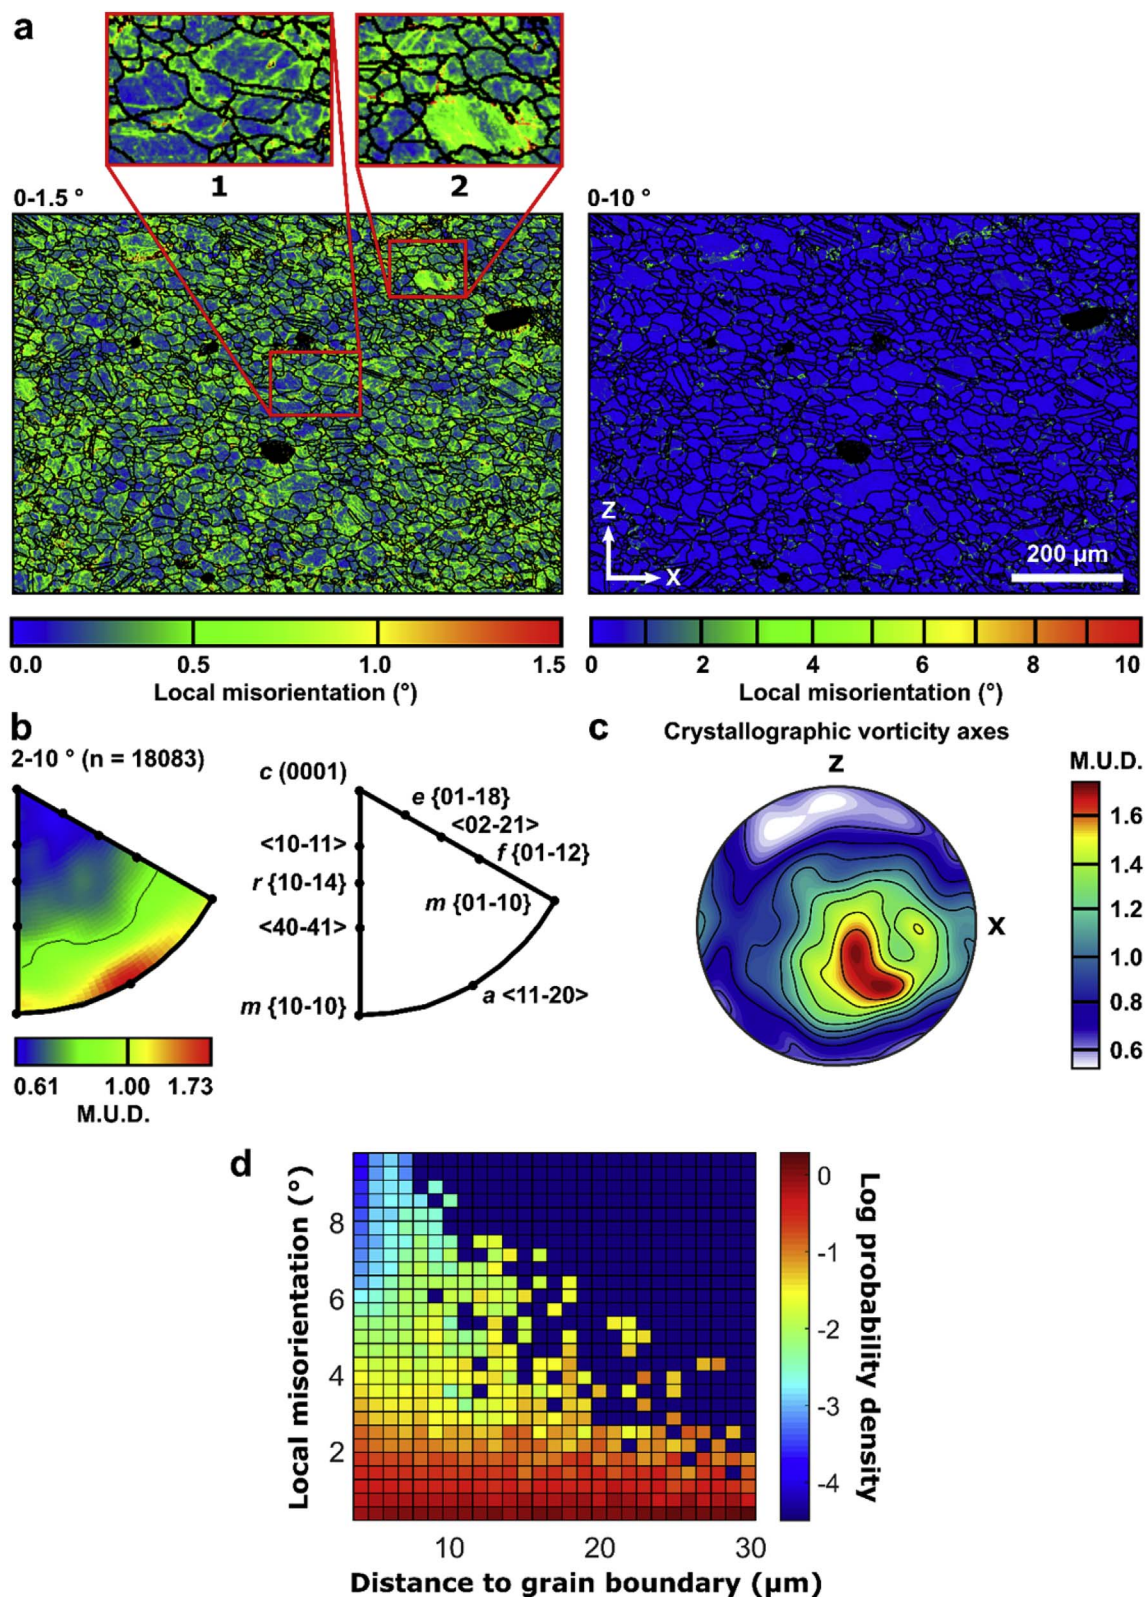 a
1
2
0-1.5 °
0-10 °
Z
X
200 µm
0.0 0.5 1.0 1.5
Local misorientation (°)
0 2 4 6 8 10
Local misorientation (°)
b
2-10 ° (n = 18083)
c (0001)
e {01-18}
<02-21>
f {01-12}
<10-11>
r {10-14}
m {01-10}
<40-41>
m {10-10}
a <11-20>
0.61 1.00 1.73
M.U.D.
c
Crystallographic vorticity axes
Z
X
M.U.D.
1.6
1.4
1.2
1.0
0.8
0.6
d
Local misorientation (°)
8
6
4
2
10 20 30
Distance to grain boundary (µm)
0
-1
-2
-3
-4
Log probability density